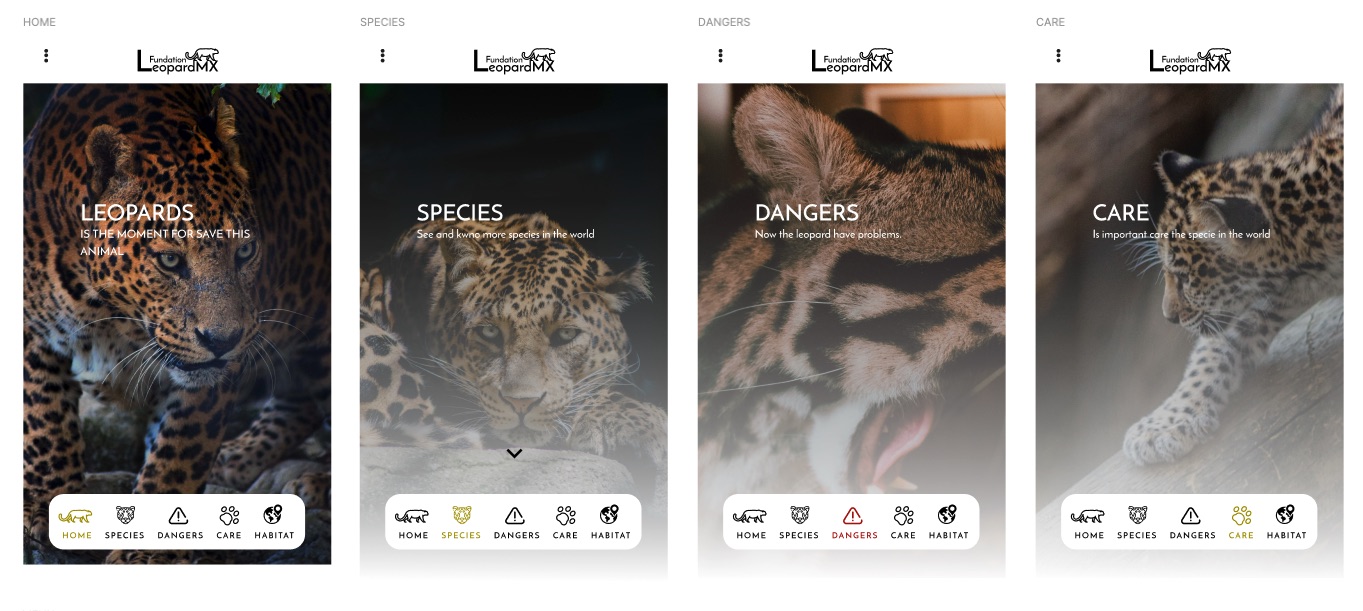 HOME
Fundation
LeopardMX
LEOPARDS
IS THE MOMENT FOR SAVE THIS
ANIMAL
HOME SPECIES DANGERS CARE HABITAT
SPECIES
Fundation
LeopardMX
SPECIES
See and kwno more species in the world
HOME SPECIES DANGERS CARE HABITAT
DANGERS
Fundation
LeopardMX
DANGERS
Now the leopard have problems.
HOME SPECIES DANGERS CARE HABITAT
CARE
Fundation
LeopardMX
CARE
Is important care the specie in the world
HOME SPECIES DANGERS CARE HABITAT